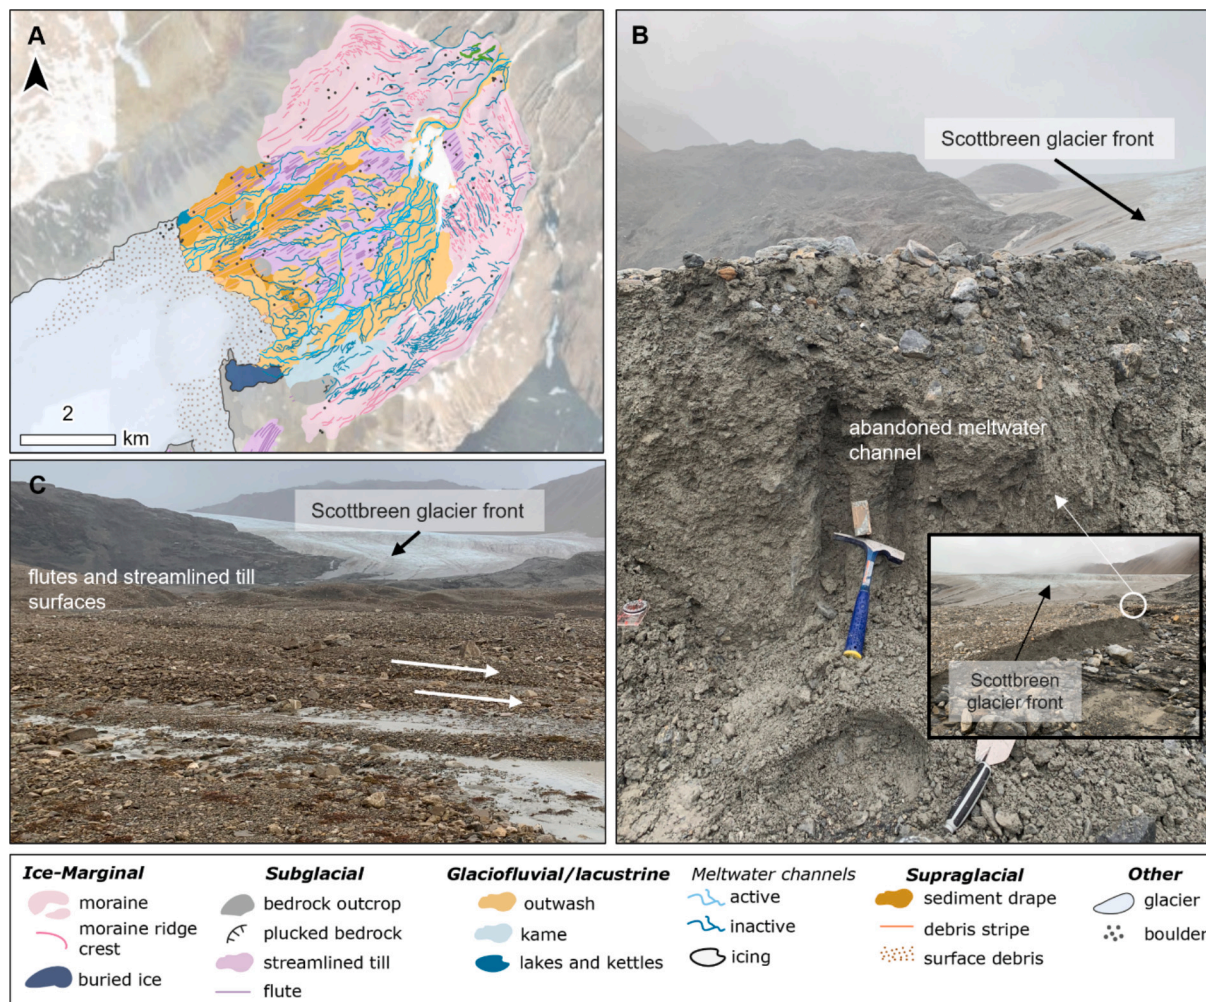 A
2
km
B
Scottbreen glacier front
abandoned meltwater
channel
Scottbreen
glacier front
C
Scottbreen glacier front
flutes and streamlined till
surfaces
Ice-Marginal
moraine
moraine ridge
crest
buried ice
Subglacial
bedrock outcrop
plucked bedrock
streamlined till
flute
Glaciofluvial/lacustrine
outwash
kame
lakes and kettles
Meltwater channels
active
inactive
icing
Supraglacial
sediment drape
debris stripe
surface debris
Other
glacier
boulder